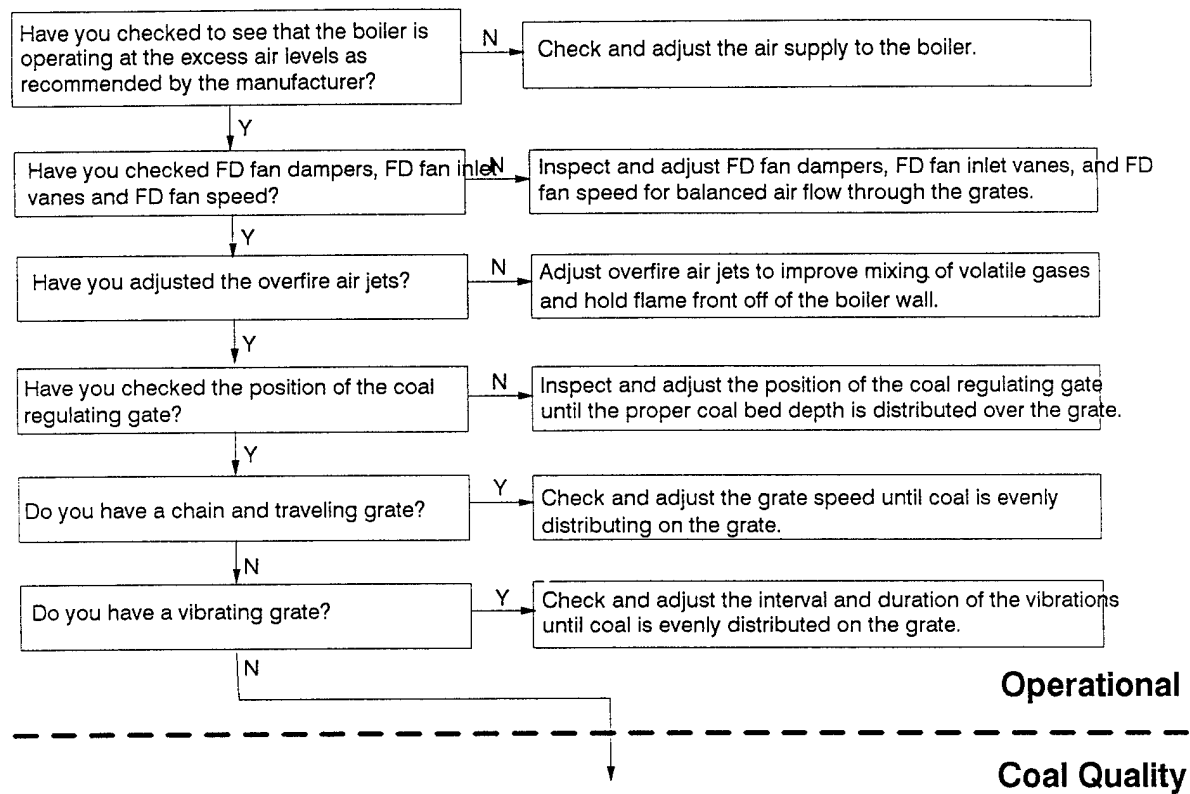 Have you checked to see that the boiler is
operating at the excess air levels as
recommended by the manufacturer?
N
Check and adjust the air supply to the boiler.
Y
Have you checked FD fan dampers, FD fan inlet
vanes and FD fan speed?
N
Inspect and adjust FD fan dampers, FD fan inlet vanes, and FD
fan speed for balanced air flow through the grates.
Y
Have you adjusted the overfire air jets?
N
Adjust overfire air jets to improve mixing of volatile gases
and hold flame front off of the boiler wall.
Y
Have you checked the position of the coal
regulating gate?
N
Inspect and adjust the position of the coal regulating gate
until the proper coal bed depth is distributed over the grate.
Y
Do you have a chain and traveling grate?
Y
Check and adjust the grate speed until coal is evenly
distributing on the grate.
N
Do you have a vibrating grate?
Y
Check and adjust the interval and duration of the vibrations
until coal is evenly distributed on the grate.
N
Operational
Coal Quality